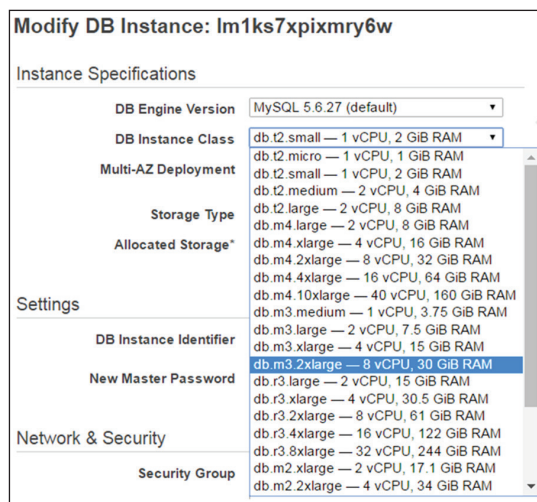 Modify DB Instance: lm1ks7xpixmry6w
Instance Specifications
DB Engine Version MySQL 5.6.27 (default)
DB Instance Class db.t2.small — 1 vCPU, 2 GiB RAM
db.t2.micro — 1 vCPU, 1 GiB RAM
Multi-AZ Deployment db.t2.small — 1 vCPU, 2 GiB RAM
db.t2.medium — 2 vCPU, 4 GiB RAM
Storage Type db.t2.large — 2 vCPU, 8 GiB RAM
db.m4.large — 2 vCPU, 8 GiB RAM
Allocated Storage* db.m4.xlarge — 4 vCPU, 16 GiB RAM
db.m4.2xlarge — 8 vCPU, 32 GiB RAM
db.m4.4xlarge — 16 vCPU, 64 GiB RAM
db.m4.10xlarge — 40 vCPU, 160 GiB RAM
Settings db.m3.medium — 1 vCPU, 3.75 GiB RAM
db.m3.large — 2 vCPU, 7.5 GiB RAM
DB Instance Identifier db.m3.xlarge — 4 vCPU, 15 GiB RAM
db.m3.2xlarge — 8 vCPU, 30 GiB RAM
New Master Password db.r3.large — 2 vCPU, 15 GiB RAM
db.r3.xlarge — 4 vCPU, 30.5 GiB RAM
db.r3.2xlarge — 8 vCPU, 61 GiB RAM
db.r3.4xlarge — 16 vCPU, 122 GiB RAM
Network & Security db.r3.8xlarge — 32 vCPU, 244 GiB RAM
db.m2.xlarge — 2 vCPU, 17.1 GiB RAM
Security Group db.m2.2xlarge — 4 vCPU, 34 GiB RAM